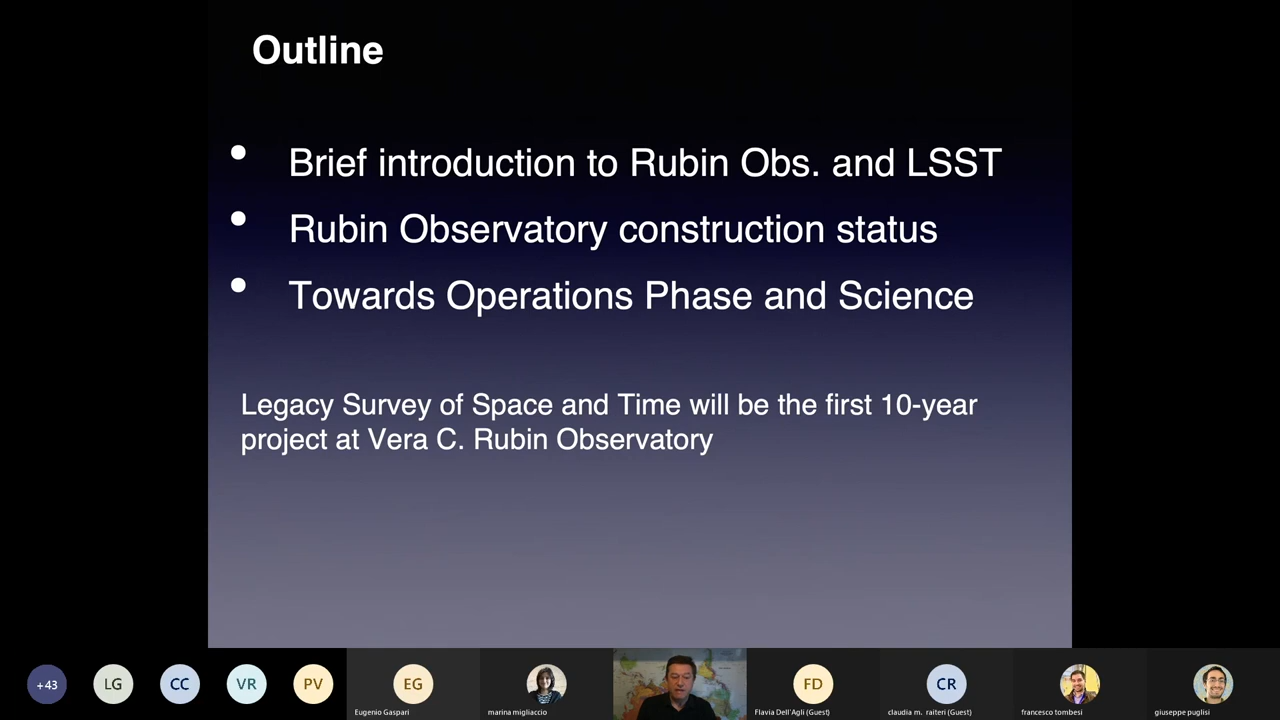 Outline
• Brief introduction to Rubin Obs. and LSST
• Rubin Observatory construction status
• Towards Operations Phase and Science
Legacy Survey of Space and Time will be the first 10-year
project at Vera C. Rubin Observatory
+43
LG
CC
VR
PV
EG
FD
CR
Eugenio Gaspari
marina migliaccio
Flavia Dell'Agli (Guest)
claudia m. raiteri (Guest)
francesco tombesi
giuseppe puglisi